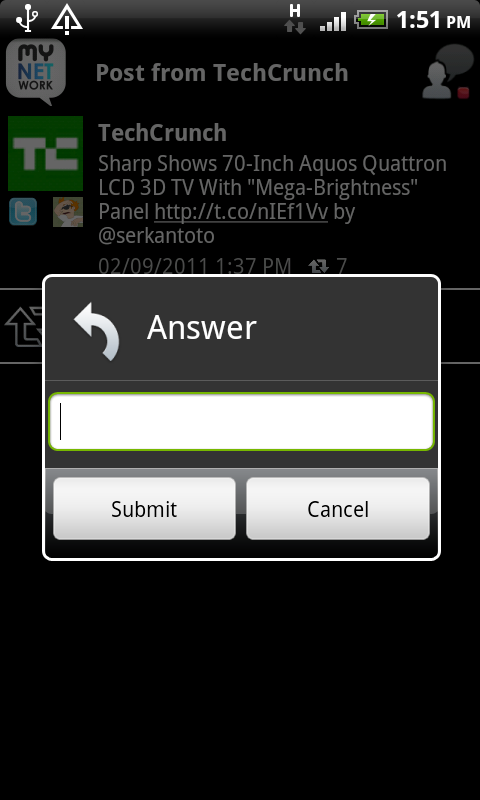 H
1:51 PM
MY
NET
WORK
Post from TechCrunch
TC
TechCrunch
Sharp Shows 70-Inch Aquos Quattron
LCD 3D TV With "Mega-Brightness"
Panel http://t.co/nIEf1Vv by
@serkantoto
02/09/2011 1:37 PM 7
Answer
Submit Cancel